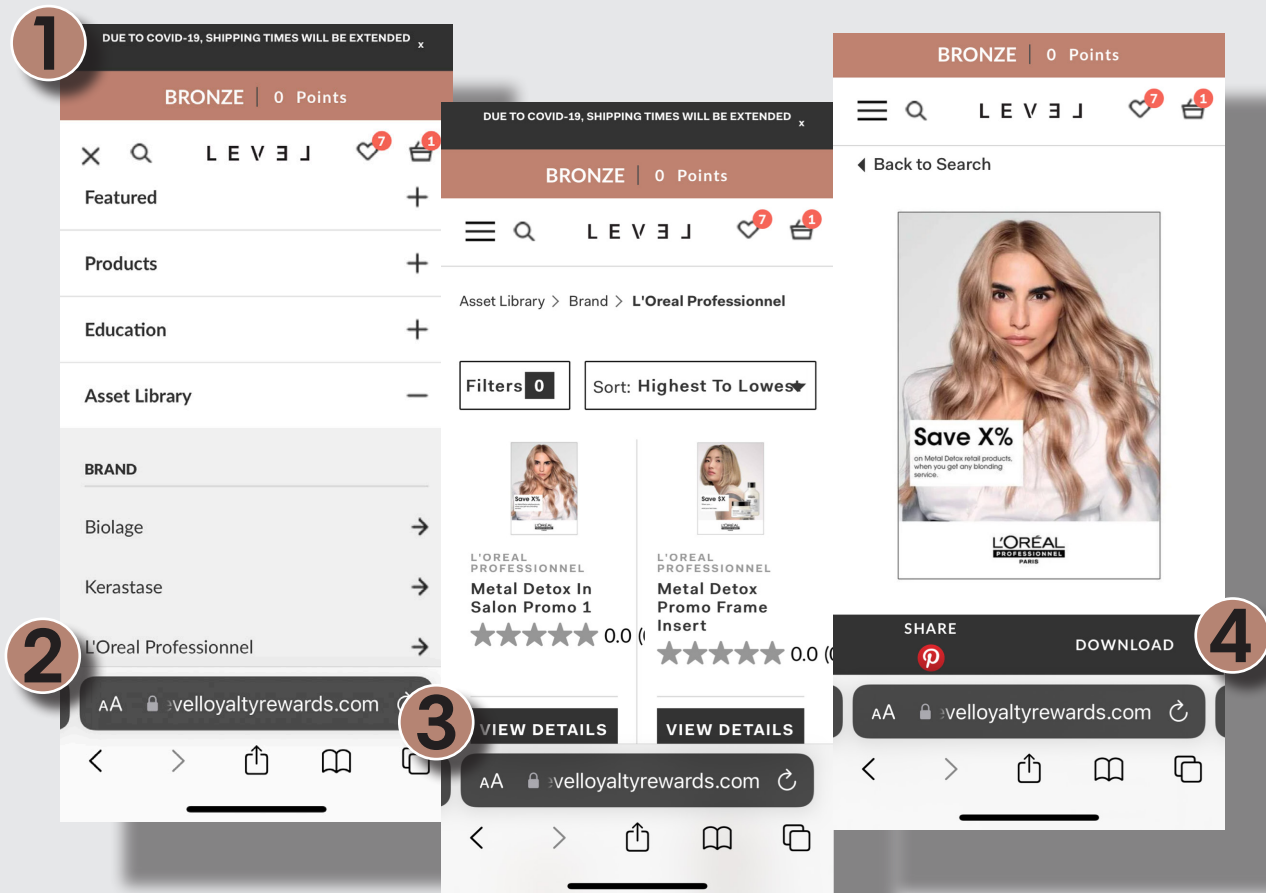 1
DUE TO COVID-19, SHIPPING TIMES WILL BE EXTENDED x
BRONZE | 0 Points
LEVEL 7 1
Featured
Products
Education
Asset Library
BRAND
Biolage
Kerastase
2
L'Oreal Professionnel
AA velloyaltyrewards.com
DUE TO COVID-19, SHIPPING TIMES WILL BE EXTENDED x
BRONZE | 0 Points
LEVEL 7 1
Asset Library > Brand > L'Oreal Professionnel
Filters 0 Sort: Highest To Lowest
Save X%
Save $X
L'OREAL
PROFESSIONNEL
Metal Detox In
Salon Promo 1
0.0 (
L'OREAL
PROFESSIONNEL
Metal Detox
Promo Frame
Insert
0.0 (0
3
VIEW DETAILS VIEW DETAILS
AA velloyaltyrewards.com
BRONZE | 0 Points
LEVEL 7 1
Back to Search
Save X%
on Metal Detox retail products,
when you get any blonding
service.
L'ORÉAL
PROFESSIONNEL
PARIS
SHARE
DOWNLOAD
4
AA velloyaltyrewards.com